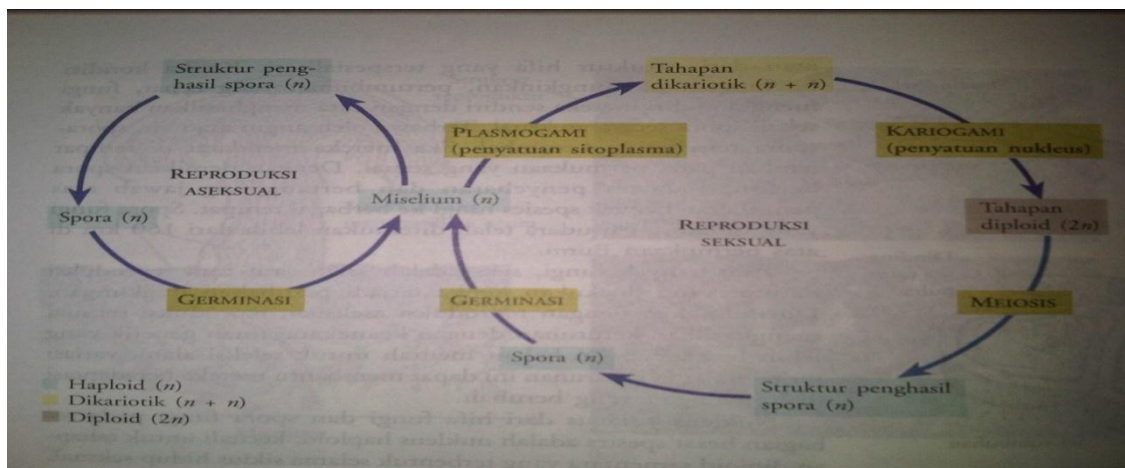 Struktur peng-
hasil spora (n)
REPRODUKSI
ASEKSUAL
Spora (n)
GERMINASI
Miselium (n)
PLASMOGAMI
(penyatuan sitoplasma)
Tahapan
dikariotik (n + n)
KARIOGAMI
(penyatuan nukleus)
Tahapan
diploid (2n)
REPRODUKSI
SEKSUAL
MEIOSIS
Struktur penghasil
spora (n)
Spora (n)
GERMINASI
Haploid (n)
Dikariotik (n + n)
Diploid (2n)